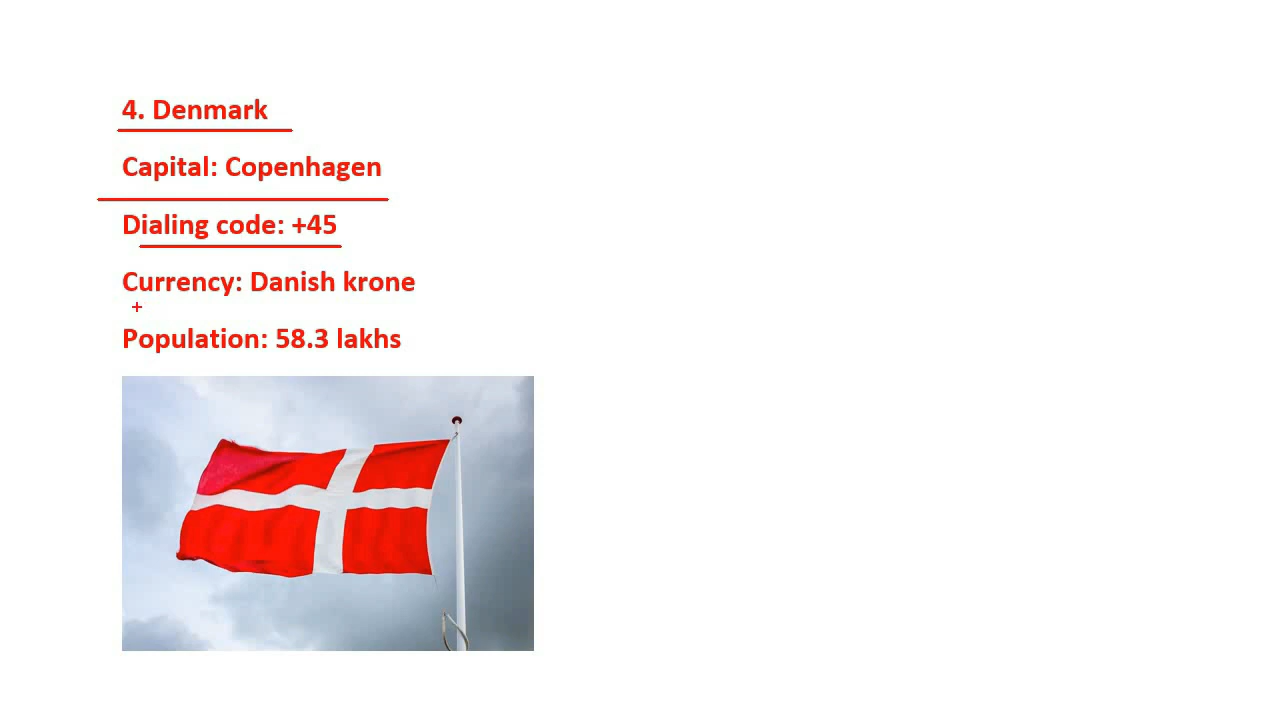 4. Denmark
Capital: Copenhagen
Dialing code: +45
Currency: Danish krone
Population: 58.3 lakhs